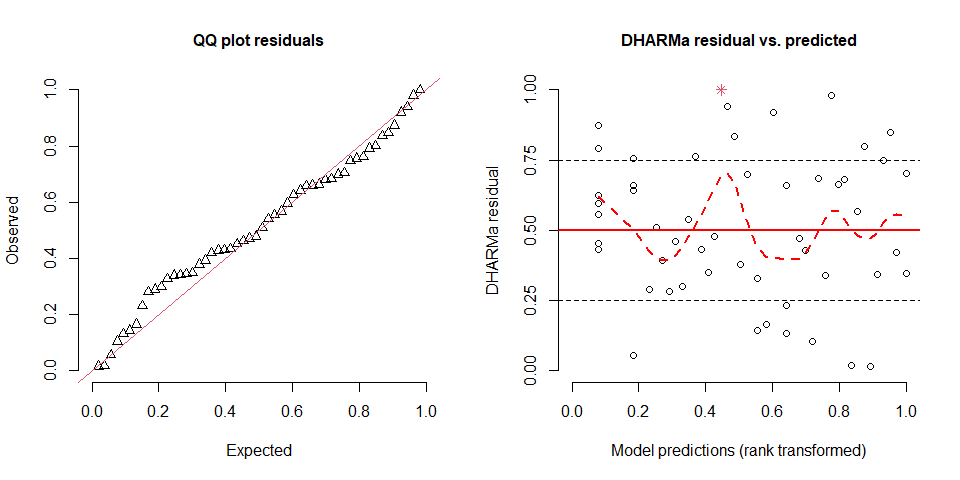 QQ plot residuals
Observed
0.0 0.2 0.4 0.6 0.8 1.0
0.0 0.2 0.4 0.6 0.8 1.0
Expected
DHARMa residual vs. predicted
DHARMa residual
0.00 0.25 0.50 0.75 1.00
0.0 0.2 0.4 0.6 0.8 1.0
Model predictions (rank transformed)